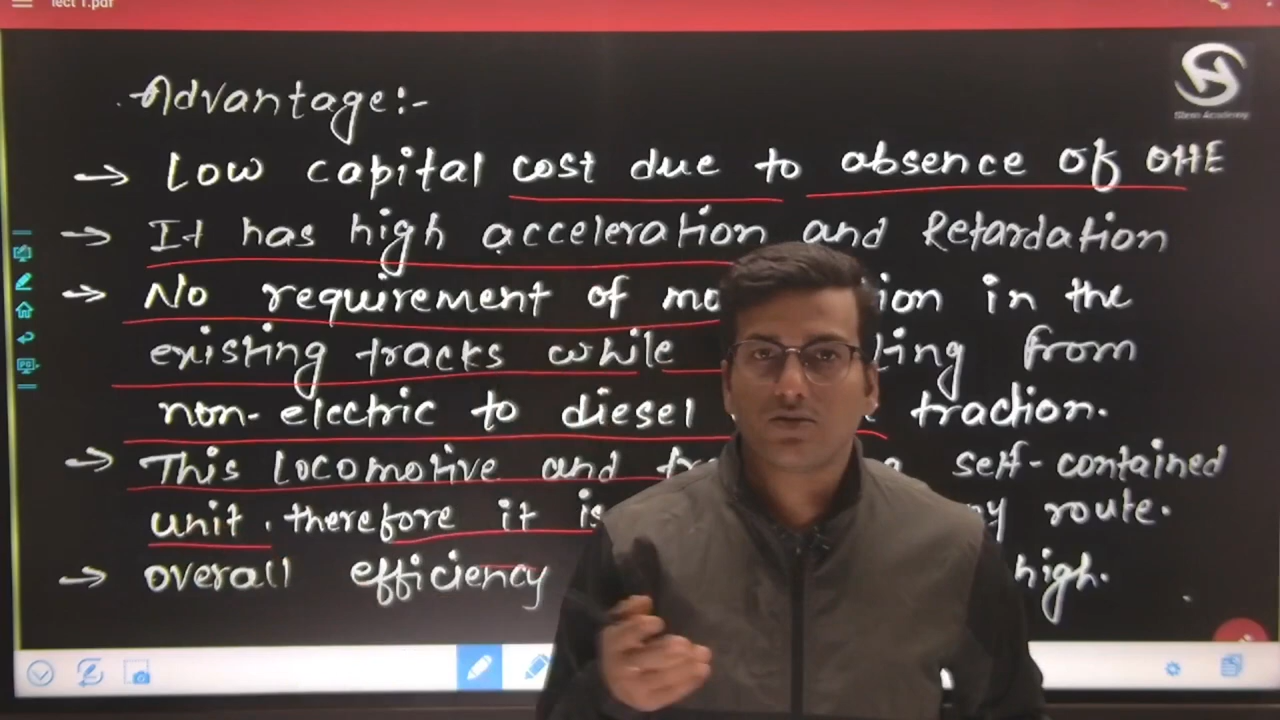 lect 1.pdf
Shen Academy
Advantage:-
→ Low capital cost due to absence of OHE
→ It has high acceleration and Retardation
→ No requirement of mo ion in the
existing tracks while ling from
non-electric to diesel traction.
→ This locomotive and self-contained
unit. therefore it is route.
→ overall efficiency high.